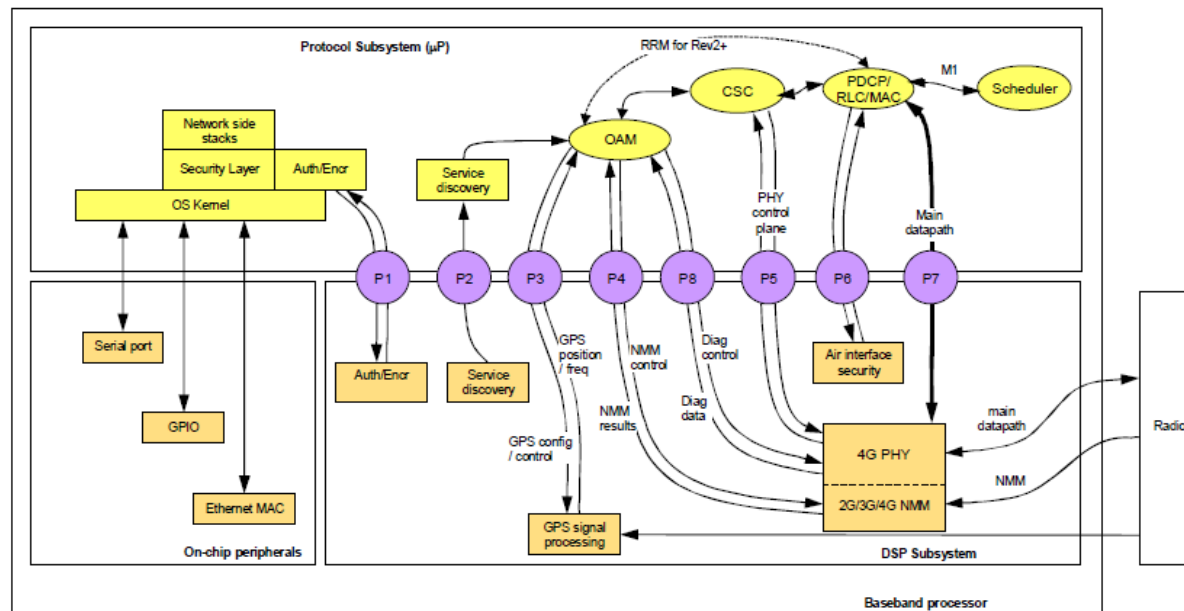 Protocol Subsystem (µP)
RRM for Rev2+
CSC
PDCP/
RLC/MAC
M1
Scheduler
Network side
stacks
OAM
Security Layer
Auth/Encr
Service
discovery
OS Kernel
PHY
control
plane
Main
datapath
P1
P2
P3
P4
P8
P5
P6
P7
Serial port
GPIO
Ethernet MAC
On-chip peripherals
Auth/Encr
Service
discovery
GPS
position
/ freq
GPS config
/ control
NMM
control
NMM
results
Diag
control
Diag
data
Air interface
security
4G PHY
2G/3G/4G NMM
main
datapath
NMM
Radio
GPS signal
processing
DSP Subsystem
Baseband processor